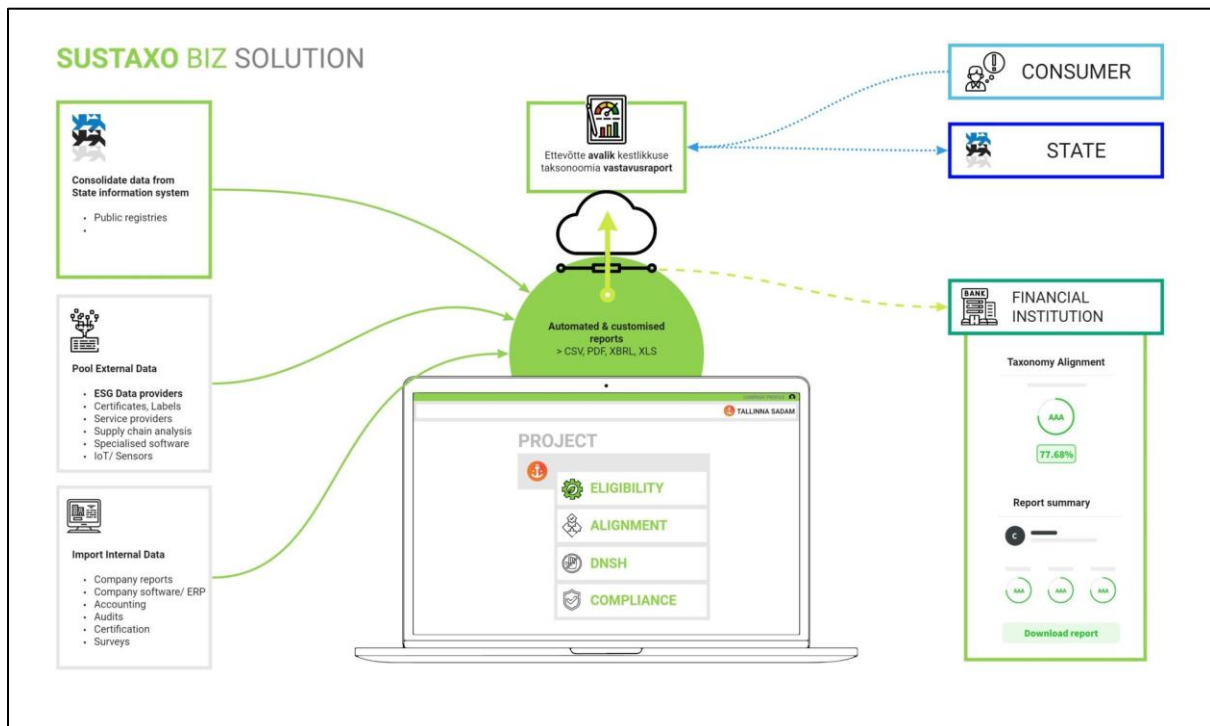 SUSTAXO BIZ SOLUTION
Consolidate data from
State information system
• Public registries
•
Pool External Data
• ESG Data providers
• Certificates, Labels
• Service providers
• Supply chain analysis
• Specialised software
• IoT/ Sensors
Import Internal Data
• Company reports
• Company software/ ERP
• Accounting
• Audits
• Certification
• Surveys
Ettevõtte avalik kestlikkuse
taksonoomia vastavusraport
Automated & customised
reports
> CSV, PDF, XBRL, XLS
COMPANY PROFILE
TALLINNA SADAM
PROJECT
ELIGIBILITY
ALIGNMENT
DNSH
COMPLIANCE
CONSUMER
STATE
BANK
FINANCIAL
INSTITUTION
Taxonomy Alignment
AAA
77.68%
Report summary
C
AAA AAA AAA
Download report